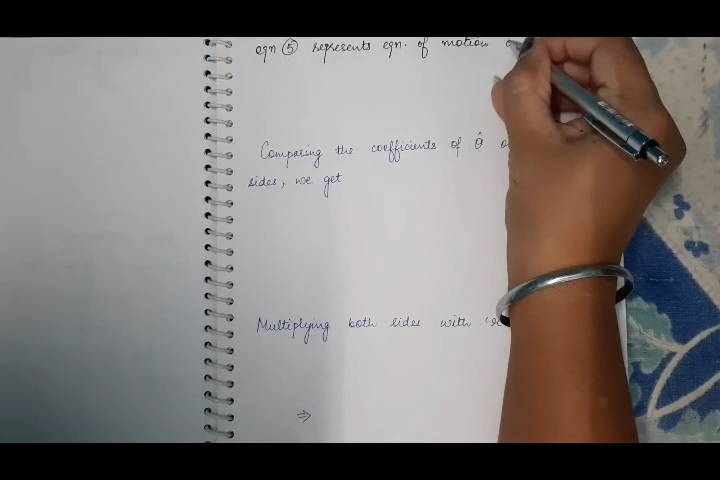 eqn ⑤ represents eqn. of motion
Comparing the coefficients of θ̂
sides, we get
Multiplying both sides with
⇒